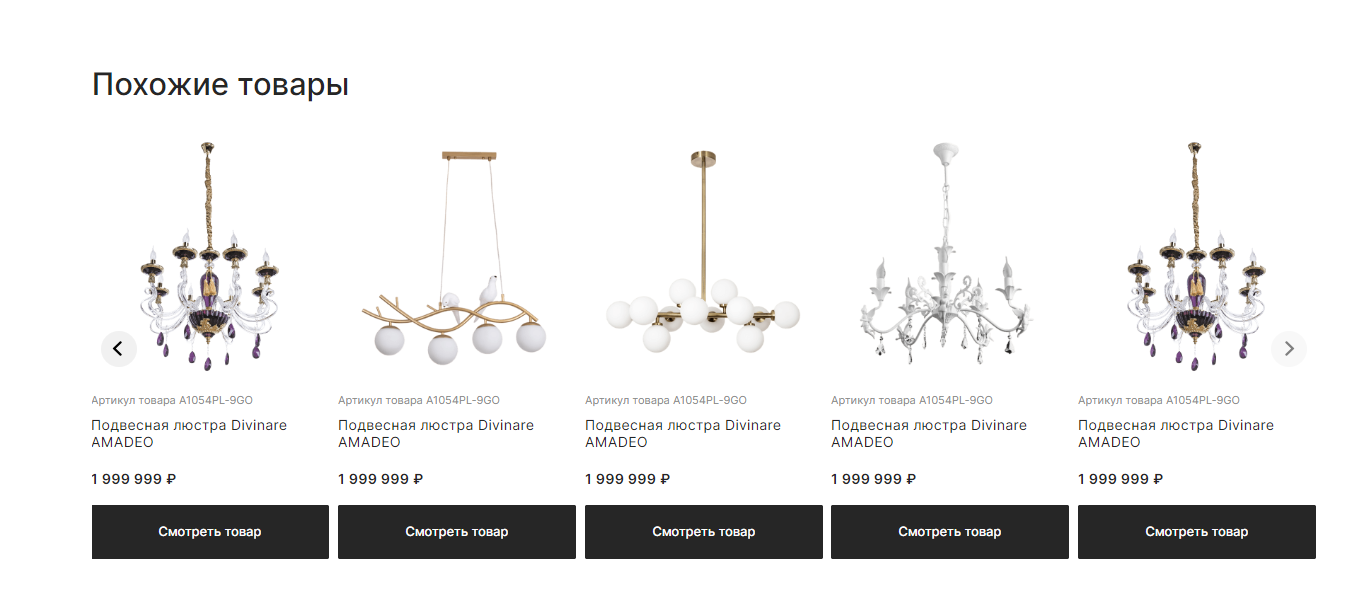 Похожие товары
Артикул товара A1054PL-9GO
Подвесная люстра Divinare
AMADEO
1 999 999 ₽
Смотреть товар
Артикул товара A1054PL-9GO
Подвесная люстра Divinare
AMADEO
1 999 999 ₽
Смотреть товар
Артикул товара A1054PL-9GO
Подвесная люстра Divinare
AMADEO
1 999 999 ₽
Смотреть товар
Артикул товара A1054PL-9GO
Подвесная люстра Divinare
AMADEO
1 999 999 ₽
Смотреть товар
Артикул товара A1054PL-9GO
Подвесная люстра Divinare
AMADEO
1 999 999 ₽
Смотреть товар